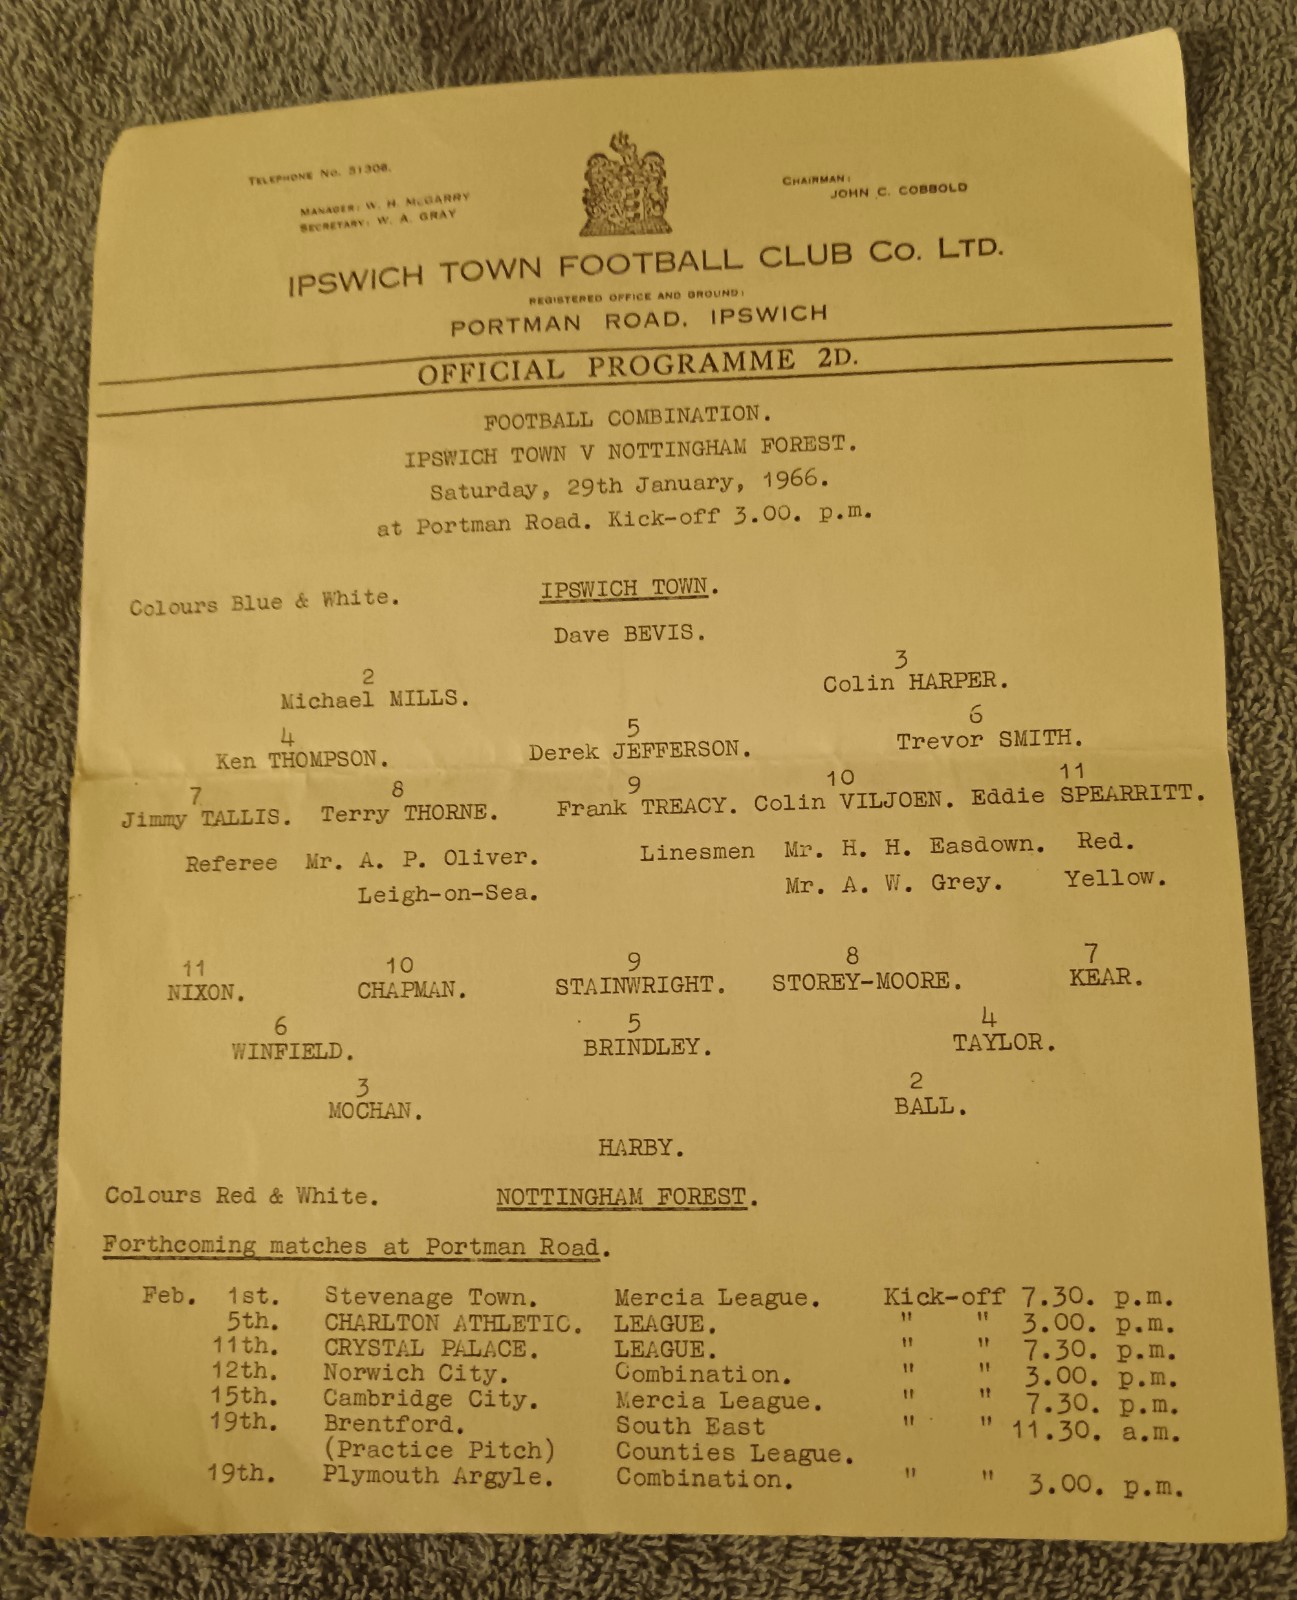 TELEPHONE NO. 51306.
MANAGER: W. H. McGARRY
SECRETARY: W. A. GRAY
CHAIRMAN:
JOHN C. COBBOLD
IPSWICH TOWN FOOTBALL CLUB Co. LTD.
REGISTERED OFFICE AND GROUND:
PORTMAN ROAD, IPSWICH
OFFICIAL PROGRAMME 2D.
FOOTBALL COMBINATION.
IPSWICH TOWN V NOTTINGHAM FOREST.
Saturday, 29th January, 1966.
at Portman Road. Kick-off 3.00. p.m.
Colours Blue & White. IPSWICH TOWN.
Dave BEVIS.
2 3
Michael MILLS. Colin HARPER.
4 5 6
Ken THOMPSON. Derek JEFFERSON. Trevor SMITH.
7 8 9 10 11
Jimmy TALLIS. Terry THORNE. Frank TREACY. Colin VILJOEN. Eddie SPEARRITT.
Referee Mr. A. P. Oliver. Linesmen Mr. H. H. Easdown. Red.
Leigh-on-Sea. Mr. A. W. Grey. Yellow.
11 10 9 8 7
NIXON. CHAPMAN. STAINWRIGHT. STOREY-MOORE. KEAR.
6 5 4
WINFIELD. BRINDLEY. TAYLOR.
3 2
MOCHAN. BALL.
HARBY.
Colours Red & White. NOTTINGHAM FOREST.
Forthcoming matches at Portman Road.
Feb. 1st. Stevenage Town. Mercia League. Kick-off 7.30. p.m.
5th. CHARLTON ATHLETIC. LEAGUE. " " 3.00. p.m.
11th. CRYSTAL PALACE. LEAGUE. " " 7.30. p.m.
12th. Norwich City. Combination. " " 3.00. p.m.
15th. Cambridge City. Mercia League. " " 7.30. p.m.
19th. Brentford. South East " " 11.30. a.m.
(Practice Pitch) Counties League.
19th. Plymouth Argyle. Combination. " " 3.00. p.m.